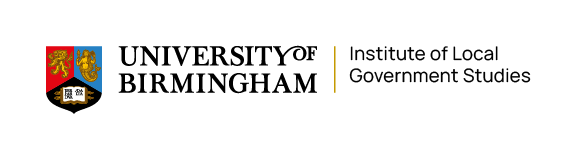 UNIVERSITY OF
BIRMINGHAM
Institute of Local
Government Studies